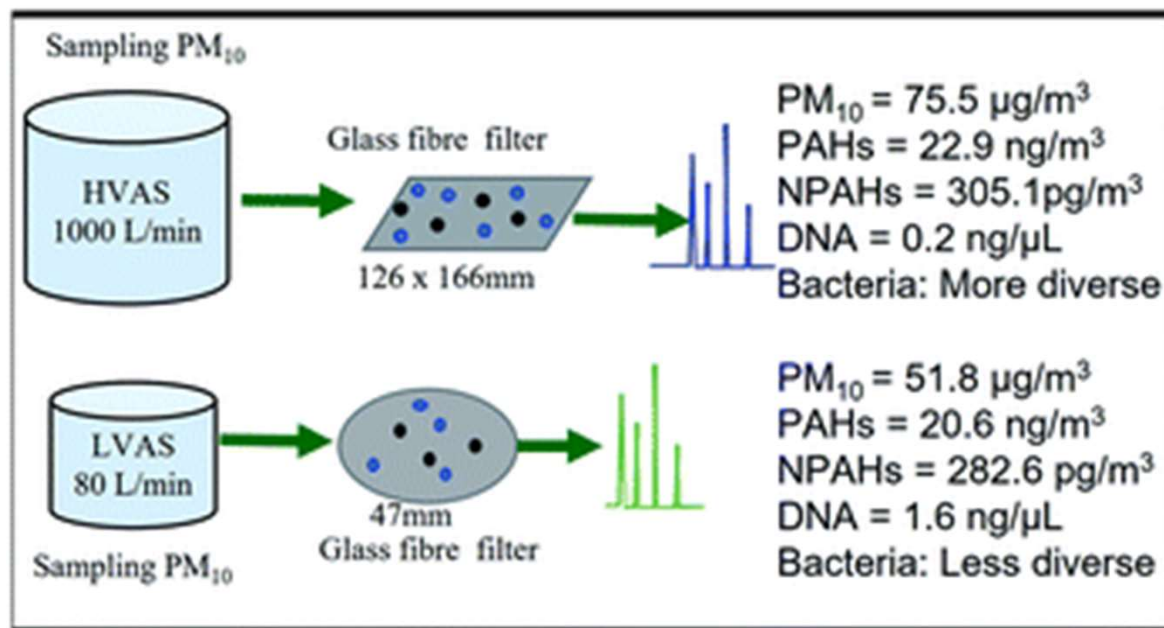 Sampling PM₁₀
HVAS
1000 L/min
Glass fibre filter
126 x 166mm
PM₁₀ = 75.5 µg/m³
PAHs = 22.9 ng/m³
NPAHs = 305.1pg/m³
DNA = 0.2 ng/µL
Bacteria: More diverse
LVAS
80 L/min
Sampling PM₁₀
47mm
Glass fibre filter
PM₁₀ = 51.8 µg/m³
PAHs = 20.6 ng/m³
NPAHs = 282.6 pg/m³
DNA = 1.6 ng/µL
Bacteria: Less diverse